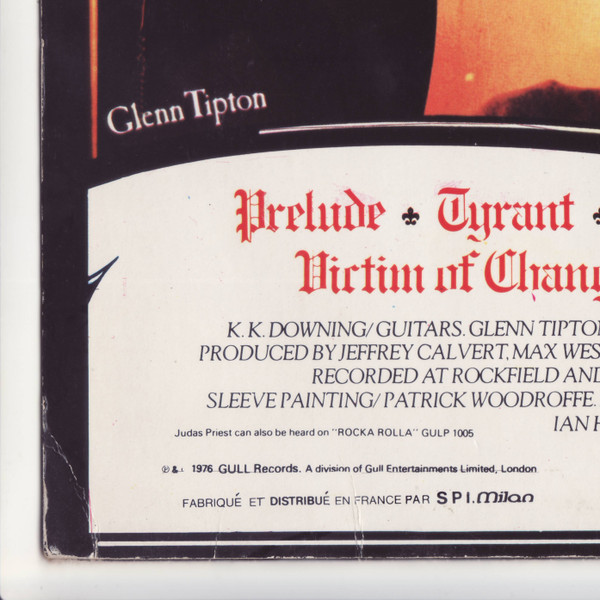 Glenn Tipton
Prelude ⚜ Tyrant ⚜
Victim of Chang
K. K. DOWNING/ GUITARS. GLENN TIPTO
PRODUCED BY JEFFREY CALVERT, MAX WES
RECORDED AT ROCKFIELD AND
SLEEVE PAINTING/ PATRICK WOODROFFE.
IAN H
Judas Priest can also be heard on "ROCKA ROLLA" GULP 1005
℗ &. 1976 GULL Records. A division of Gull Entertainments Limited, London
FABRIQUÉ ET DISTRIBUÉ EN FRANCE PAR S P I. Milan